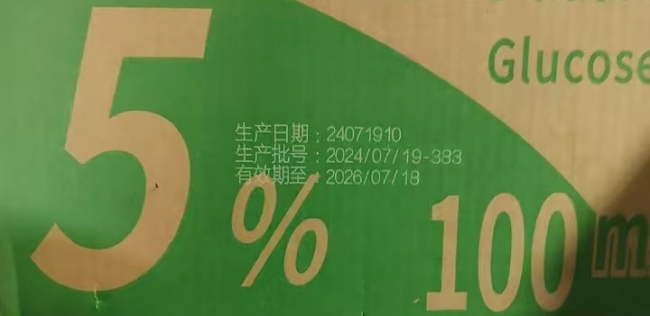 Glucose
5%
生产日期：24071910
生产批号：2024/07/19-383
有效期至：2026/07/18
100m